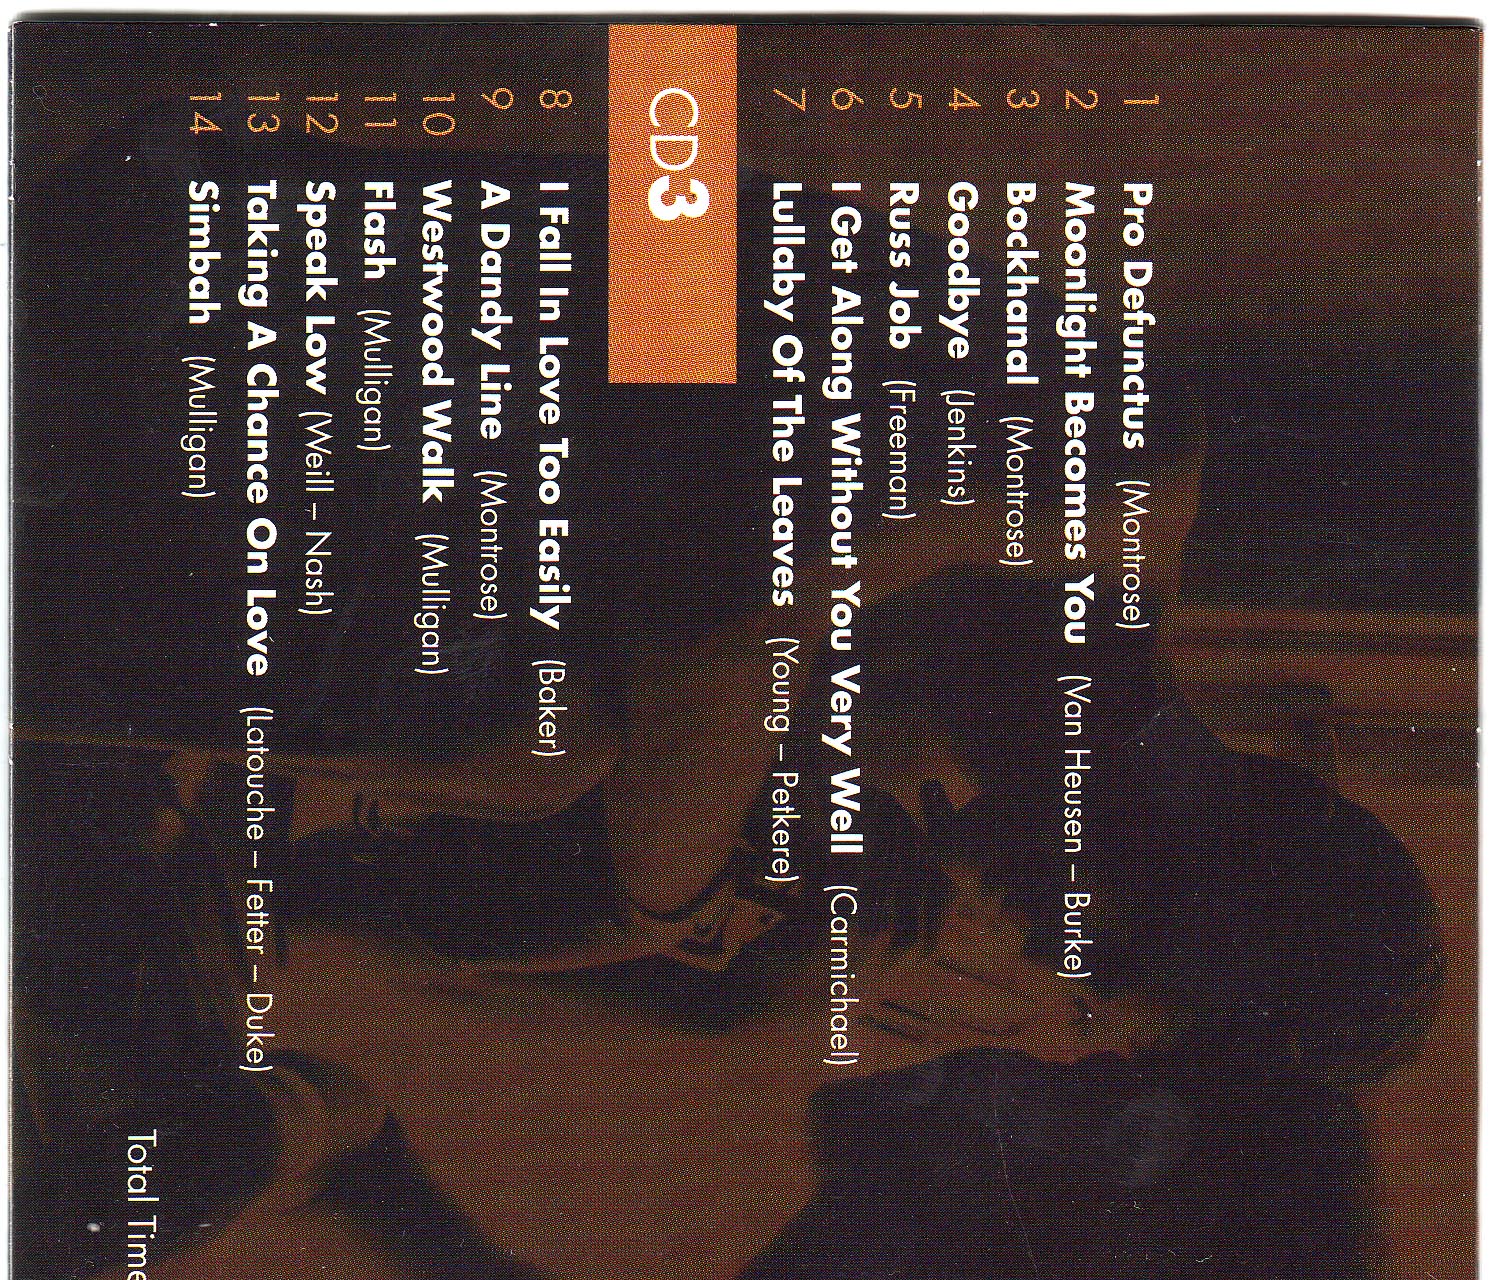 1 Pro Defunctus (Montrose)
2 Moonlight Becomes You (Van Heusen – Burke)
3 Bockhanal (Montrose)
4 Goodbye (Jenkins)
5 Russ Job (Freeman)
6 I Get Along Without You Very Well (Carmichael)
7 Lullaby Of The Leaves (Young – Petkere)
CD3
8 I Fall In Love Too Easily (Baker)
9 A Dandy Line (Montrose)
10 Westwood Walk (Mulligan)
11 Flash (Mulligan)
12 Speak Low (Weill – Nash)
13 Taking A Chance On Love (Latouche – Fetter – Duke)
14 Simbah (Mulligan)
Total Time